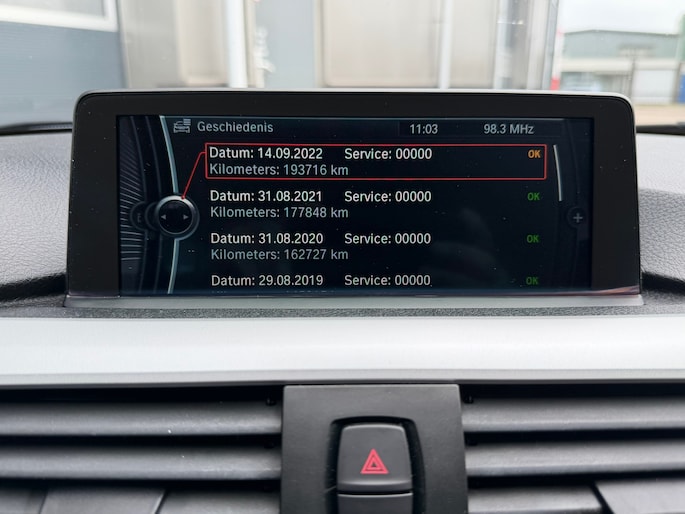 Geschiedenis 11:03 98.3 MHz
Datum: 14.09.2022 Service: 00000 OK
Kilometers: 193716 km
Datum: 31.08.2021 Service: 00000 OK
Kilometers: 177848 km
Datum: 31.08.2020 Service: 00000 OK
Kilometers: 162727 km
Datum: 29.08.2019 Service: 00000 OK